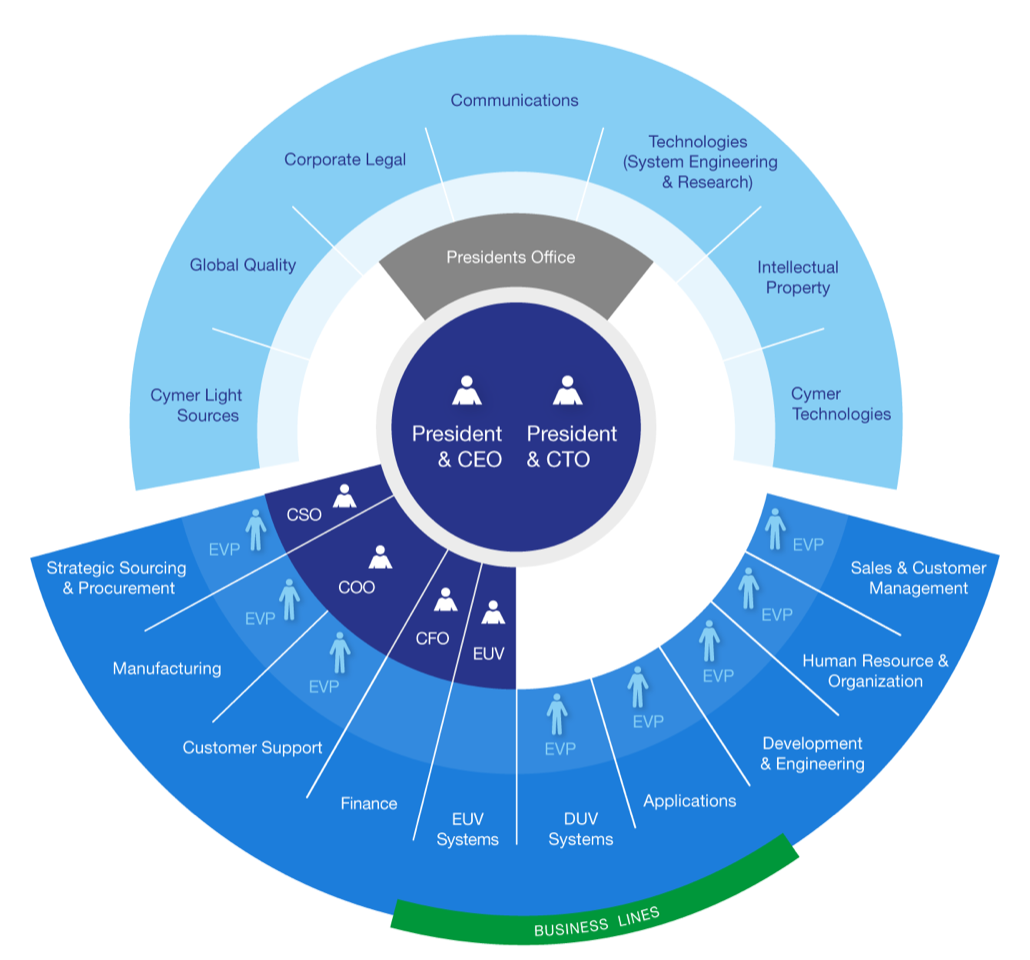 Communications
Corporate Legal
Technologies
(System Engineering
& Research)
Global Quality
Intellectual
Property
Cymer Light
Sources
Cymer
Technologies
Presidents Office
President
& CEO
President
& CTO
CSO
COO
CFO
EUV
EVP
EVP
EVP
EVP
EVP
EVP
EVP
EVP
Strategic Sourcing
& Procurement
Manufacturing
Customer Support
Finance
EUV
Systems
DUV
Systems
Applications
Development
& Engineering
Human Resource &
Organization
Sales & Customer
Management
BUSINESS LINES